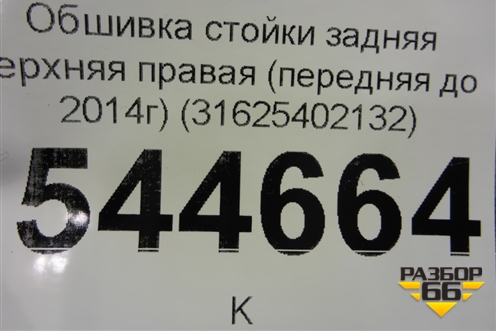 Обшивка стойки задняя
ерхняя правая (передняя до
2014г) (31625402132)
544664
К
РАЗБОР
66